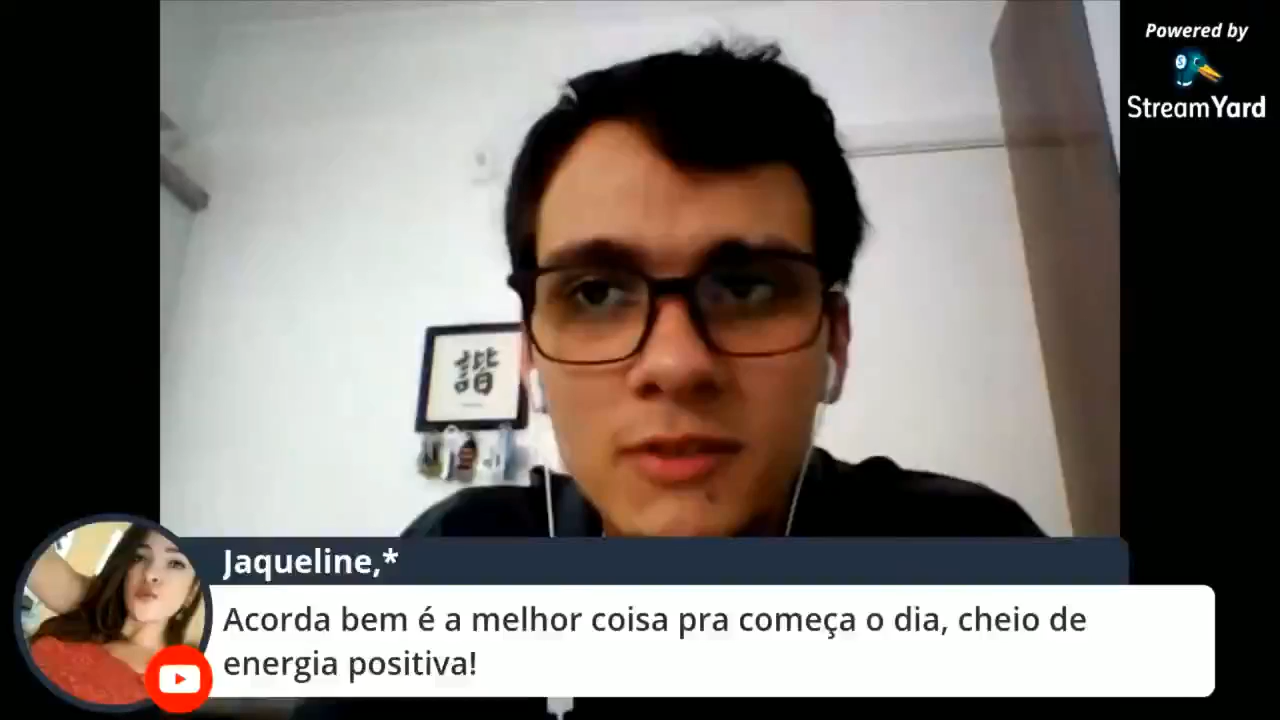 Powered by
StreamYard
諧
Jaqueline,*
Acorda bem é a melhor coisa pra começa o dia, cheio de
energia positiva!